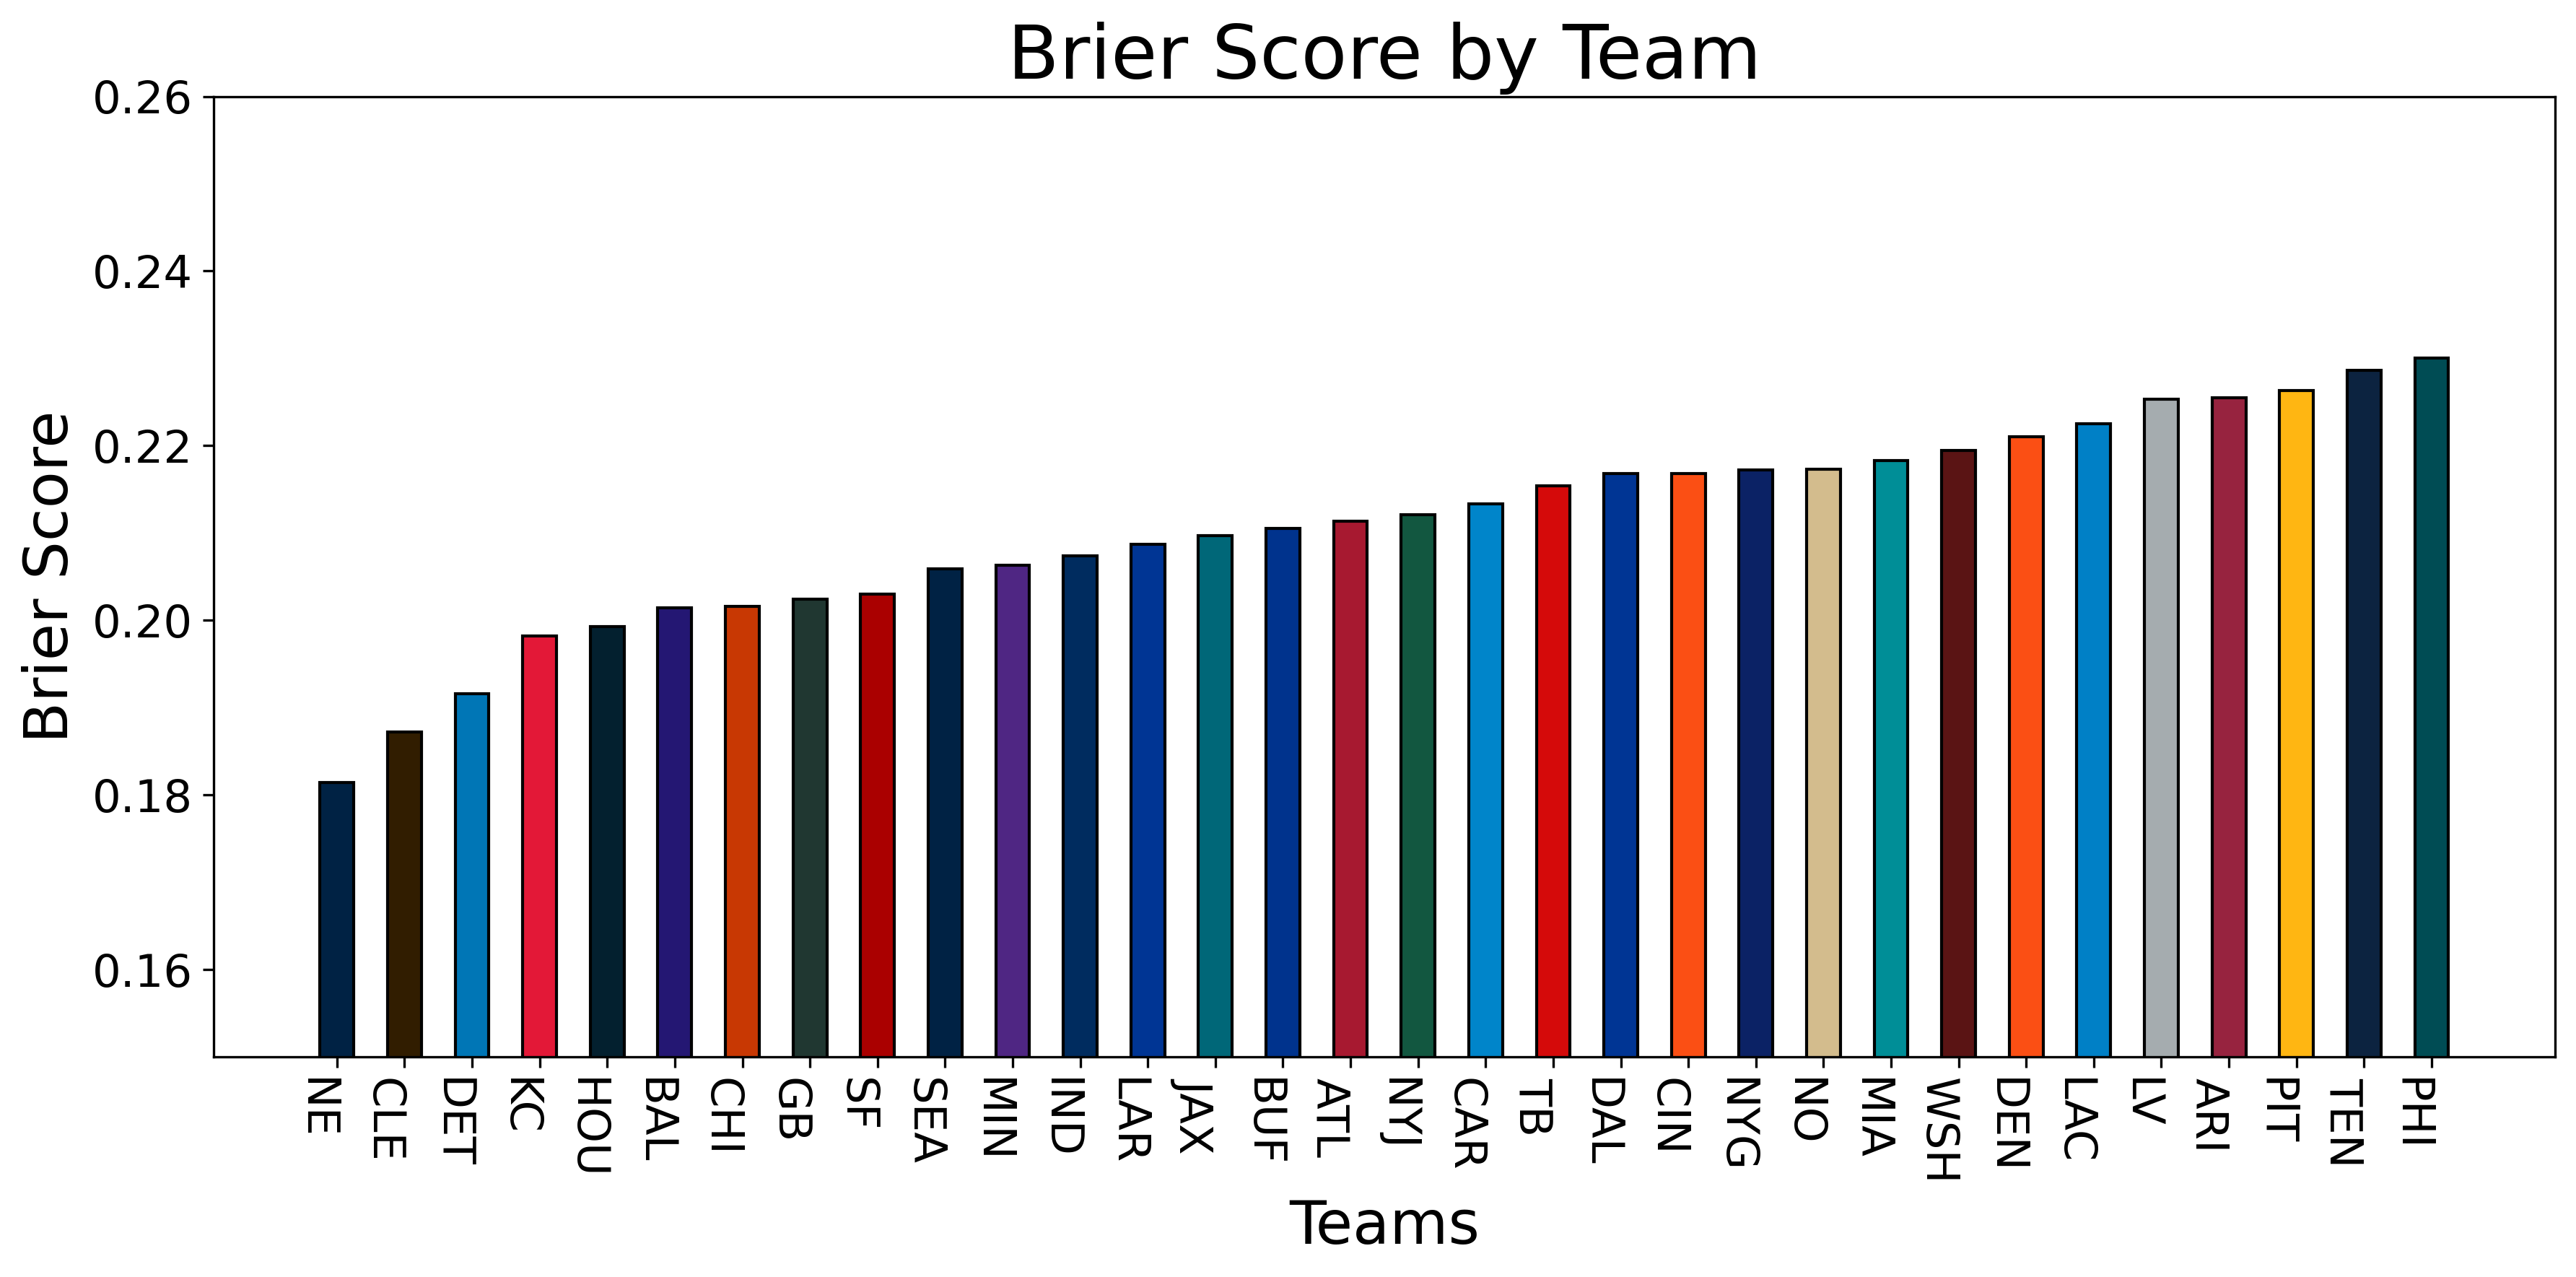 Brier Score by Team
0.26
0.24
0.22
0.20
0.18
0.16
Brier Score
NE
CLE
DET
KC
HOU
BAL
CHI
GB
SF
SEA
MIN
IND
LAR
JAX
BUF
ATL
NYJ
CAR
TB
DAL
CIN
NYG
NO
MIA
WSH
DEN
LAC
LV
ARI
PIT
TEN
PHI
Teams